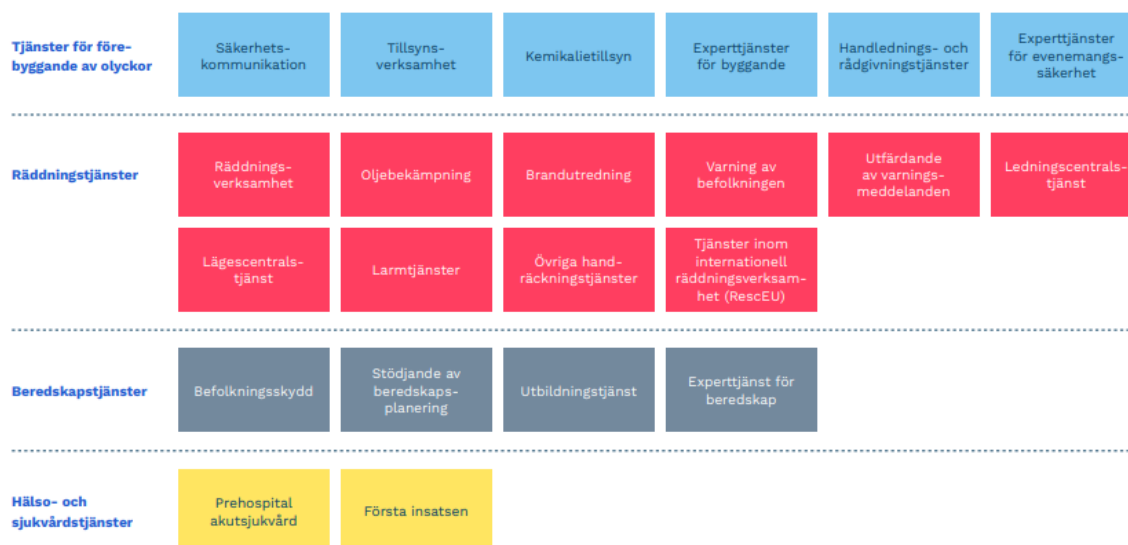 Tjänster för före-
byggande av olyckor
Säkerhets-
kommunikation
Tillsyns-
verksamhet
Kemikalietillsyn
Experttjänster
för byggande
Handlednings- och
rådgivningstjänster
Experttjänster
för evenemangs-
säkerhet
Räddningstjänster
Räddnings-
verksamhet
Oljebekämpning
Brandutredning
Varning av
befolkningen
Utfärdande
av varnings-
meddelanden
Ledningscentrals-
tjänst
Lägescentrals-
tjänst
Larmtjänster
Övriga hand-
räckningstjänster
Tjänster inom
internationell
räddningsverksam-
het (RescEU)
Beredskapstjänster
Befolkningsskydd
Stödjande av
beredskaps-
planering
Utbildningstjänst
Experttjänst för
beredskap
Hälso- och
sjukvårdstjänster
Prehospital
akutsjukvård
Första insatsen